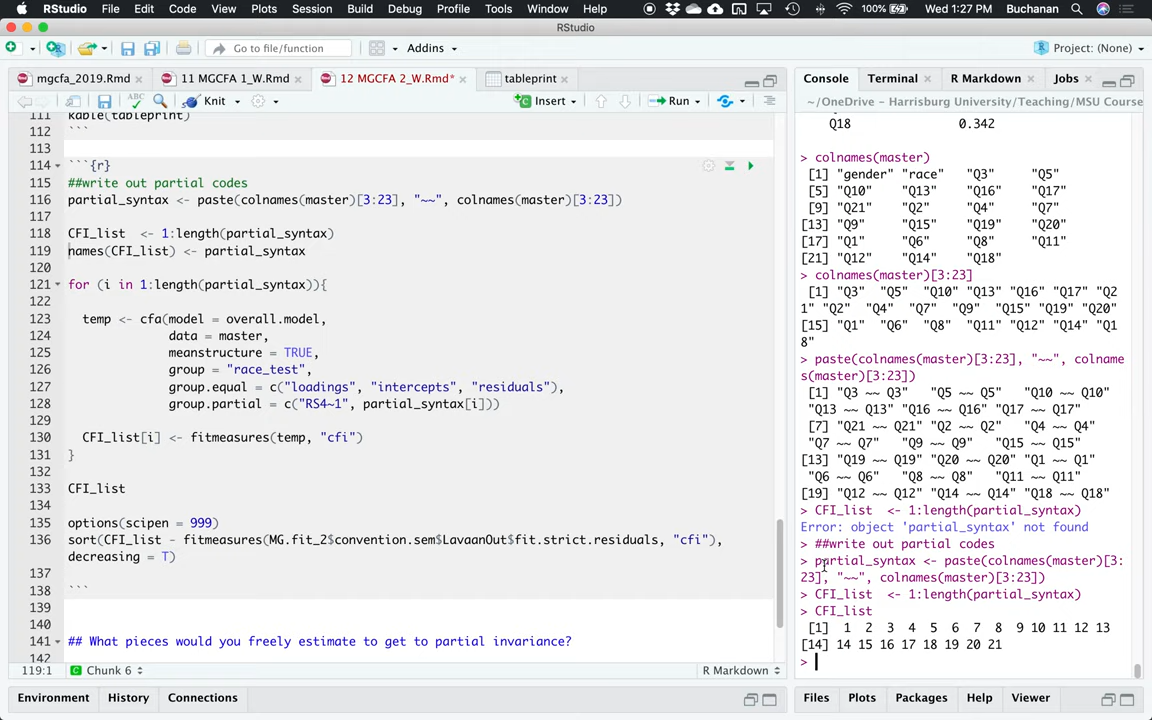 RStudio File Edit Code View Plots Session Build Debug Profile Tools Window Help 100% Wed 1:27 PM Buchanan
RStudio
Go to file/function Addins Project: (None)
mgcfa_2019.Rmd 11 MGCFA 1_W.Rmd 12 MGCFA 2_W.Rmd* tableprint
ABC Knit Insert Run
111 kable(tableprint)
112 ```
113
114 ```{r}
115 ##write out partial codes
116 partial_syntax <- paste(colnames(master)[3:23], "~~", colnames(master)[3:23])
117
118 CFI_list  <- 1:length(partial_syntax)
119 names(CFI_list) <- partial_syntax
120
121 for (i in 1:length(partial_syntax)){
122
123 temp <- cfa(model = overall.model,
124 data = master,
125 meanstructure = TRUE,
126 group = "race_test",
127 group.equal = c("loadings", "intercepts", "residuals"),
128 group.partial = c("RS4~1", partial_syntax[i]))
129
130 CFI_list[i] <- fitmeasures(temp, "cfi")
131 }
132
133 CFI_list
134
135 options(scipen = 999)
136 sort(CFI_list - fitmeasures(MG.fit_2$convention.sem$LavaanOut$fit.strict.residuals, "cfi"),
decreasing = T)
137
138 ```
139
140
141 ## What pieces would you freely estimate to get to partial invariance?
142
119:1 Chunk 6 R Markdown
Environment History Connections
Console Terminal R Markdown Jobs
~/OneDrive - Harrisburg University/Teaching/MSU Course
Q18 0.342
> colnames(master)
[1] "gender" "race" "Q3" "Q5"
[5] "Q10" "Q13" "Q16" "Q17"
[9] "Q21" "Q2" "Q4" "Q7"
[13] "Q9" "Q15" "Q19" "Q20"
[17] "Q1" "Q6" "Q8" "Q11"
[21] "Q12" "Q14" "Q18"
> colnames(master)[3:23]
[1] "Q3" "Q5" "Q10" "Q13" "Q16" "Q17" "Q2
1" "Q2" "Q4" "Q7" "Q9" "Q15" "Q19" "Q20"
[15] "Q1" "Q6" "Q8" "Q11" "Q12" "Q14" "Q1
8"
> paste(colnames(master)[3:23], "~~", colname
s(master)[3:23])
[1] "Q3 ~~ Q3" "Q5 ~~ Q5" "Q10 ~~ Q10"
"Q13 ~~ Q13" "Q16 ~~ Q16" "Q17 ~~ Q17"
[7] "Q21 ~~ Q21" "Q2 ~~ Q2" "Q4 ~~ Q4"
"Q7 ~~ Q7" "Q9 ~~ Q9" "Q15 ~~ Q15"
[13] "Q19 ~~ Q19" "Q20 ~~ Q20" "Q1 ~~ Q1"
"Q6 ~~ Q6" "Q8 ~~ Q8" "Q11 ~~ Q11"
[19] "Q12 ~~ Q12" "Q14 ~~ Q14" "Q18 ~~ Q18"
> CFI_list  <- 1:length(partial_syntax)
Error: object 'partial_syntax' not found
> ##write out partial codes
> partial_syntax <- paste(colnames(master)[3:
23], "~~", colnames(master)[3:23])
> CFI_list  <- 1:length(partial_syntax)
> CFI_list
[1] 1 2 3 4 5 6 7 8 9 10 11 12 13
[14] 14 15 16 17 18 19 20 21
>
Files Plots Packages Help Viewer